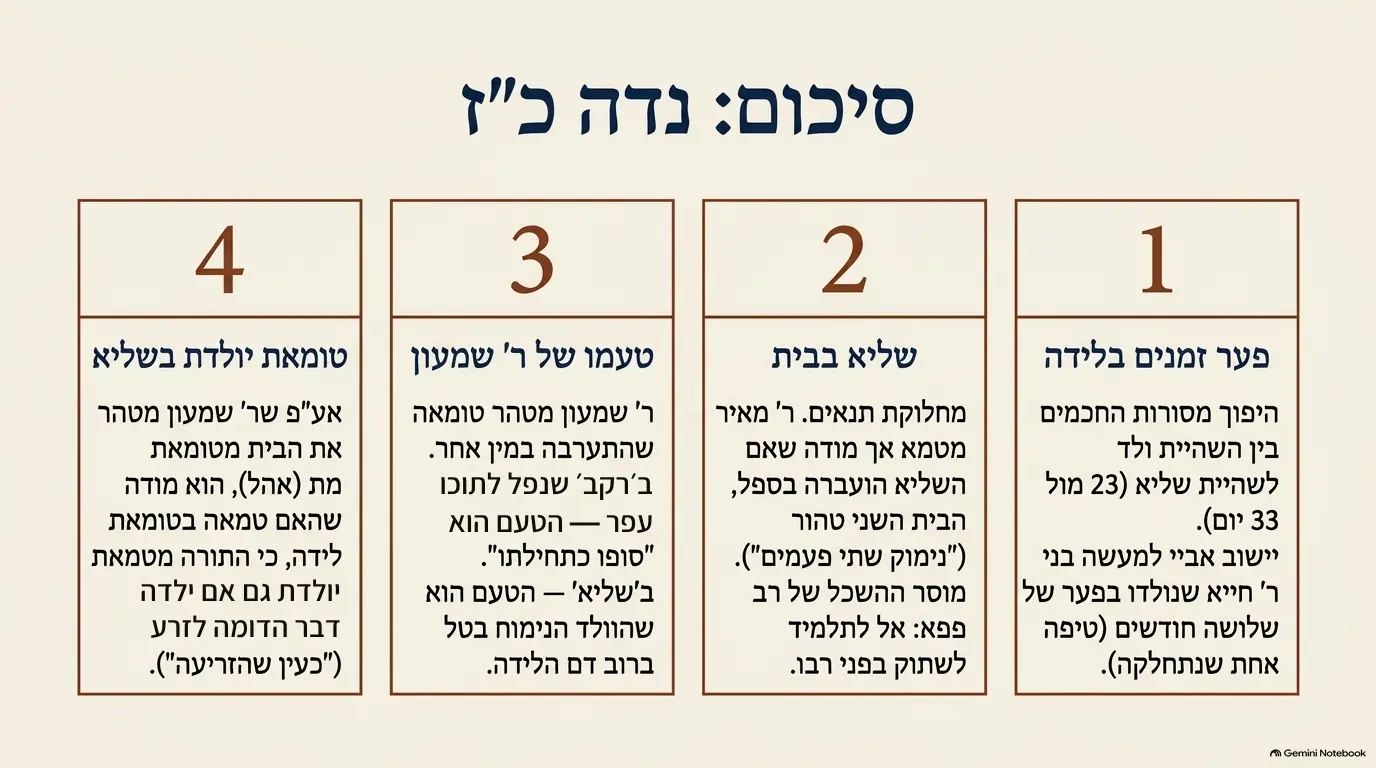 סיכום: נדה כ"ז
1
פער זמנים בלידה
היפוך מסורות החכמים
בין השהיית ולד
לשהיית שליא (23 מול
33 יום).
יישוב אביי למעשה בני
ר' חייא שנולדו בפער של
שלושה חודשים (טיפה
אחת שנתחלקה).
2
שליא בבית
מחלוקת תנאים. ר' מאיר
מטמא אך מודה שאם
השליא הועברה בספל,
הבית השני טהור
("נימוק שתי פעמים").
מוסר ההשכל של רב
פפא: אל לתלמיד
לשתוק בפני רבו.
3
טעמו של ר' שמעון
ר' שמעון מטהר טומאה
שהתערבה במין אחר.
ב'רקב' שנפל לתוכו
עפר — הטעם הוא
"סופו כתחילתו".
ב'שליא' — הטעם הוא
שהוולד הנימוח בטל
ברוב דם הלידה.
4
טומאת יולדת בשליא
אע"פ שר' שמעון מטהר
את הבית מטומאת
מת (אהל), הוא מודה
שהאם טמאה בטומאת
לידה, כי התורה מטמאת
יולדת גם אם ילדה
דבר הדומה לזרע
("כעין שהזריעה").
Gemini Notebook